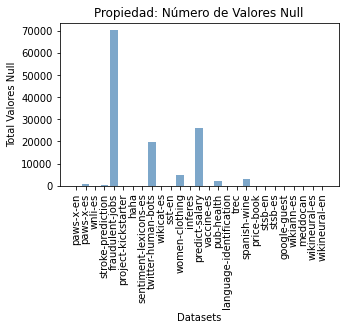 Propiedad: Número de Valores Null
Total Valores Null
70000
60000
50000
40000
30000
20000
10000
0
paws-x-en
paws-x-es
wnli-es
stroke-prediction
fraudulent-jobs
project-kickstarter
haha
sentiment-lexicons-es
twitter-human-bots
wikicat-es
sst-en
women-clothing
inferes
predict-salary
vaccine-es
pub-health
language-identification
trec
spanish-wine
price-book
stsb-en
stsb-es
google-guest
wikiann-es
meddocan
wikineural-es
wikineural-en
Datasets